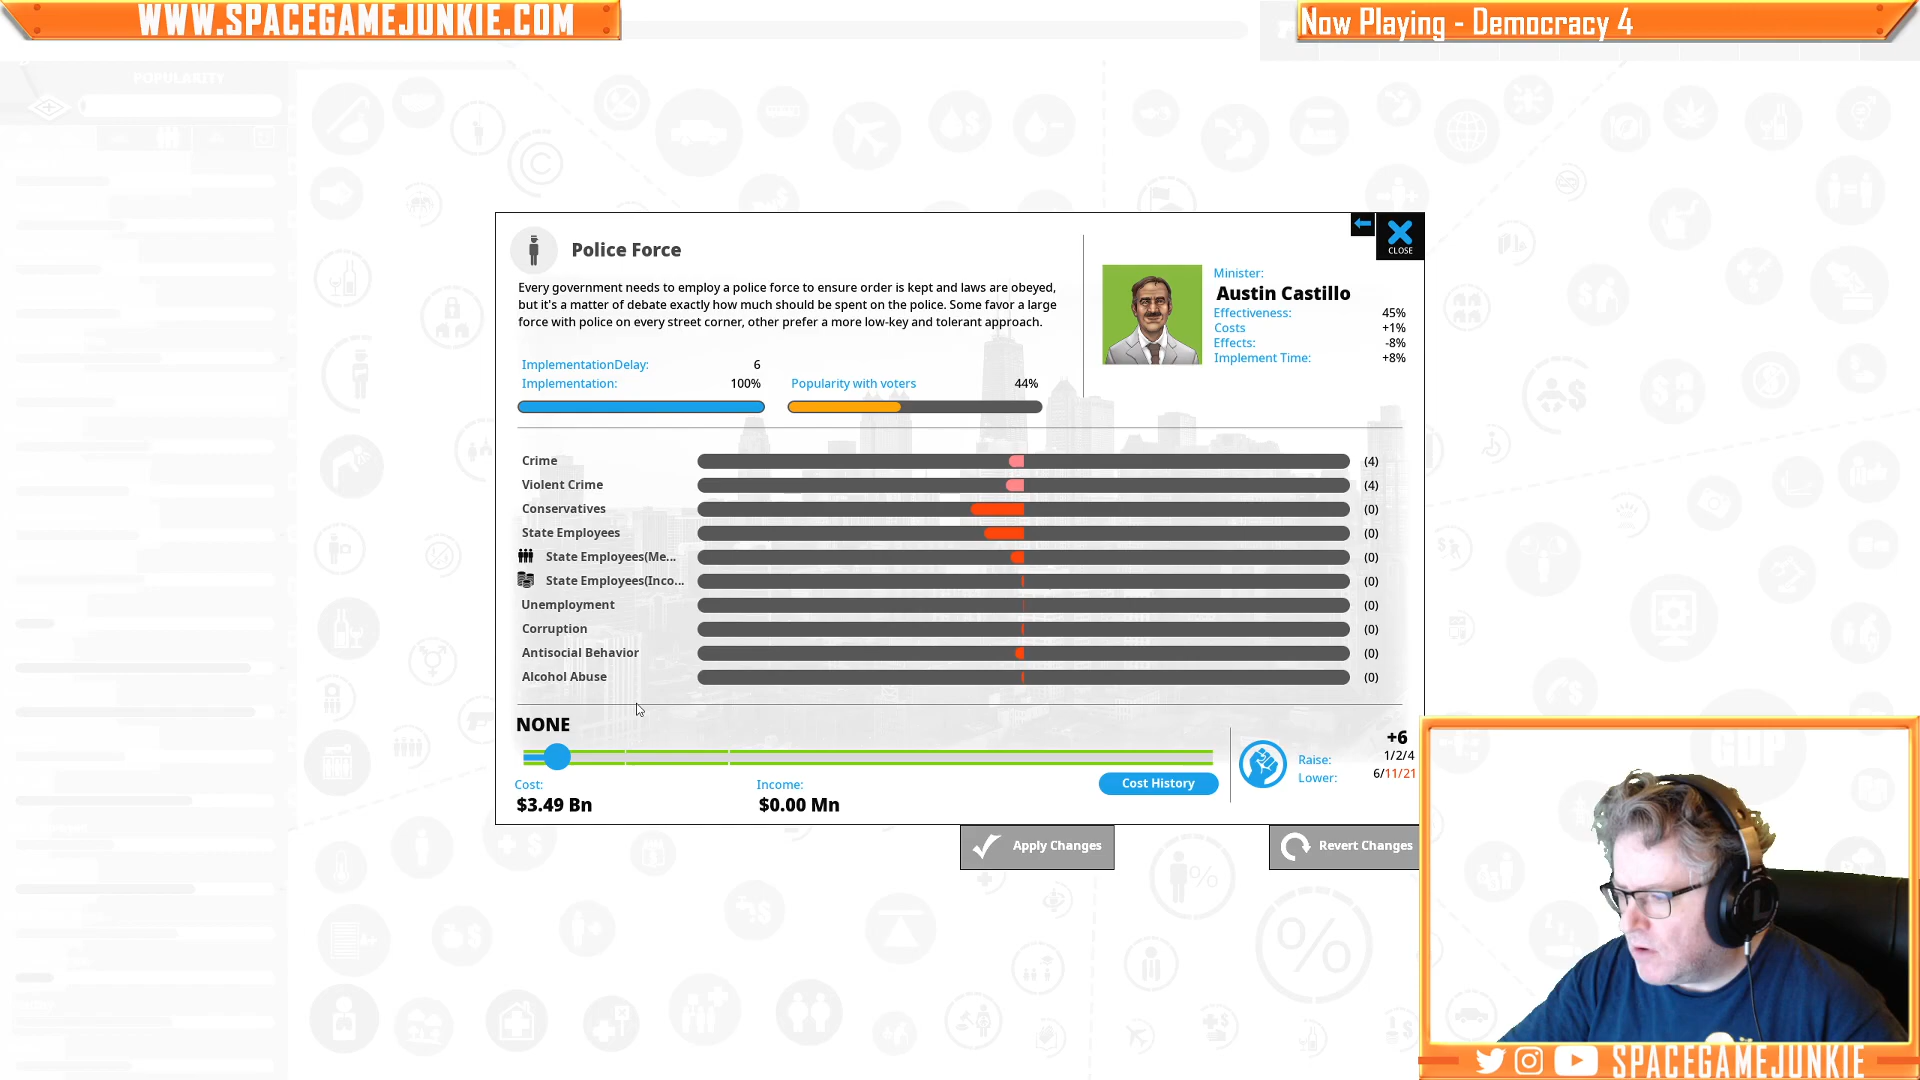 WWW.SPACEGAMEJUNKIE.COM
Now Playing - Democracy 4
POPULARITY
Police Force
CLOSE
Every government needs to employ a police force to ensure order is kept and laws are obeyed,
but it's a matter of debate exactly how much should be spent on the police. Some favor a large
force with police on every street corner, other prefer a more low-key and tolerant approach.
Minister:
Austin Castillo
Effectiveness: 45%
Costs +1%
Effects: -8%
Implement Time: +8%
ImplementationDelay: 6
Implementation: 100%
Popularity with voters 44%
Crime (4)
Violent Crime (4)
Conservatives (0)
State Employees (0)
State Employees(Me... (0)
State Employees(Inco... (0)
Unemployment (0)
Corruption (0)
Antisocial Behavior (0)
Alcohol Abuse (0)
NONE
+6
Raise: 1/2/4
Lower: 6/11/21
Cost:
$3.49 Bn
Income:
$0.00 Mn
Cost History
Apply Changes
Revert Changes
GDP
SPACEGAMEJUNKIE